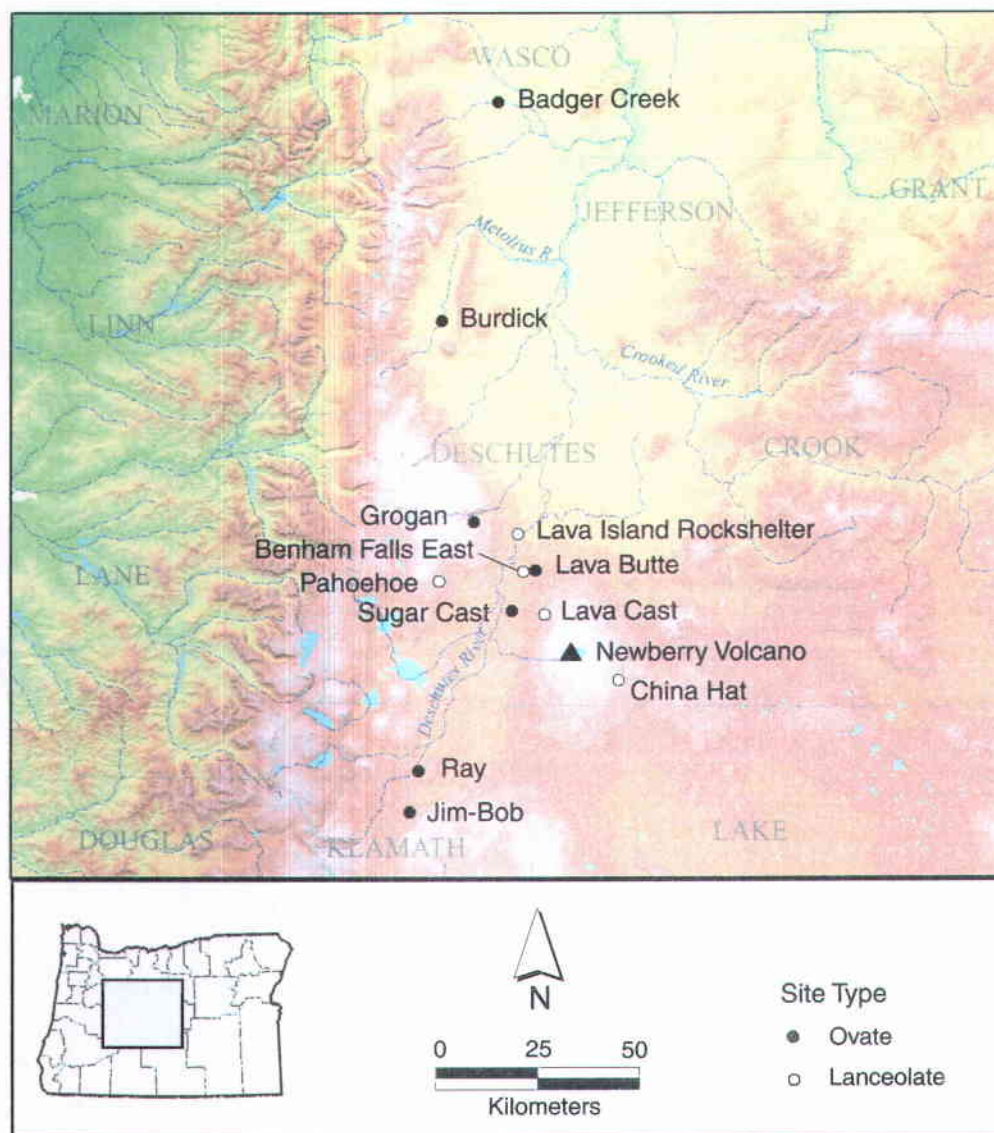 WASCO
Badger Creek
MARION
GRANT
JEFFERSON
Metolius R.
LINN
Burdick
Crooked River
DESCHUTES
CROOK
Grogan
Lava Island Rockshelter
Benham Falls East
Lava Butte
LANE
Pahoehoe
Sugar Cast
Lava Cast
Newberry Volcano
Deschutes River
China Hat
Ray
Jim-Bob
DOUGLAS
KLAMATH
LAKE
N
0 25 50
Kilometers
Site Type
Ovate
Lanceolate